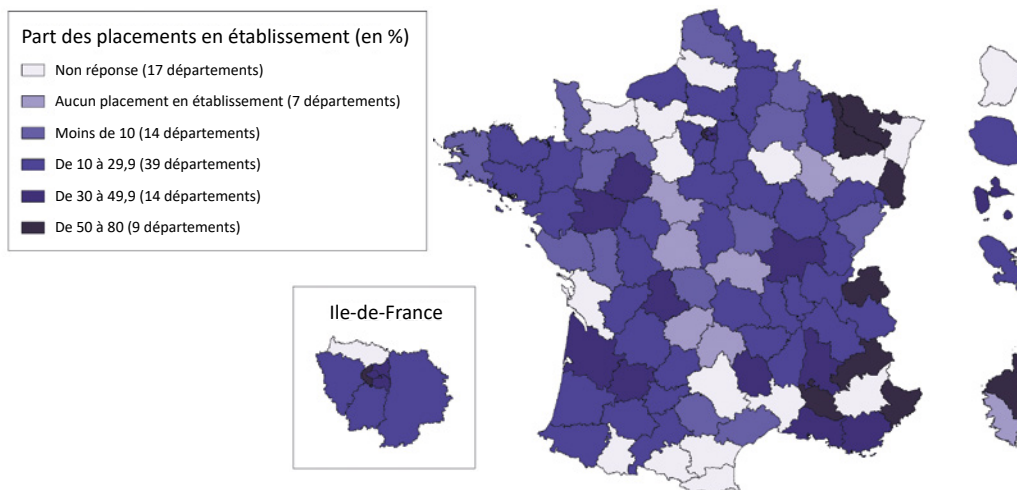 Part des placements en établissement (en %)
Non réponse (17 départements)
Aucun placement en établissement (7 départements)
Moins de 10 (14 départements)
De 10 à 29,9 (39 départements)
De 30 à 49,9 (14 départements)
De 50 à 80 (9 départements)
Ile-de-France